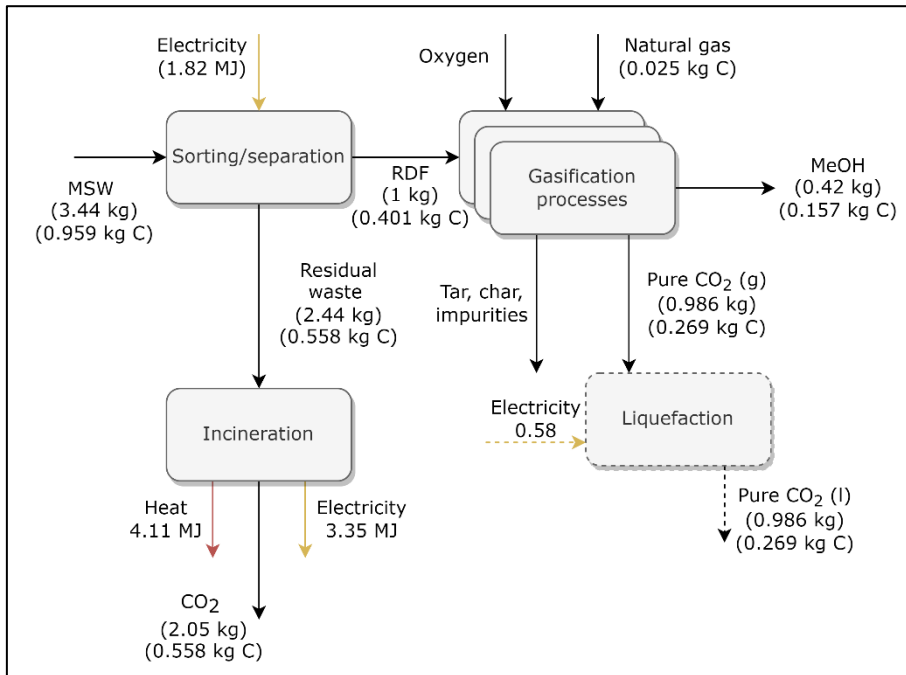 Electricity
(1.82 MJ)
Oxygen
Natural gas
(0.025 kg C)
Sorting/separation
MSW
(3.44 kg)
(0.959 kg C)
RDF
(1 kg)
(0.401 kg C)
Gasification
processes
MeOH
(0.42 kg)
(0.157 kg C)
Residual
waste
(2.44 kg)
(0.558 kg C)
Tar, char,
impurities
Pure CO₂ (g)
(0.986 kg)
(0.269 kg C)
Incineration
Electricity
0.58
Liquefaction
Heat
4.11 MJ
Electricity
3.35 MJ
Pure CO₂ (l)
(0.986 kg)
(0.269 kg C)
CO₂
(2.05 kg)
(0.558 kg C)